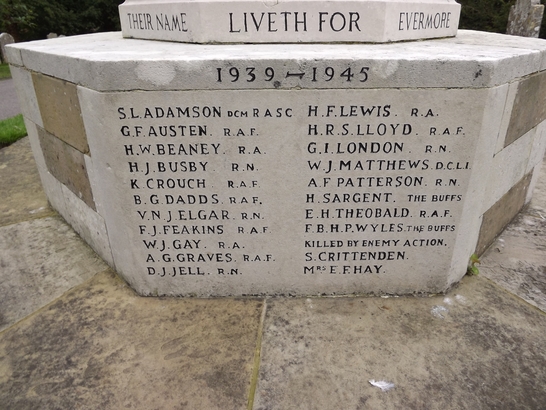 THEIR NAME LIVETH FOR EVERMORE
1939 - 1945
S.L. ADAMSON DCM R A S C
G.F. AUSTEN. R.A.F.
H.W. BEANEY. R.A.
H.J. BUSBY R.N.
K. CROUCH. R.A.F.
B.G. DADDS. R.A.F.
V.N.J. ELGAR. R.N.
F.J. FEAKINS R.A.F
W.J. GAY. R.A.
A.G. GRAVES. R.A.F.
D.J. JELL. R.N.
H.F. LEWIS. R.A.
H.R.S. LLOYD. R.A.F.
G.I. LONDON. R.N.
W.J. MATTHEWS. D.C.L.I.
A.F. PATTERSON. R.N.
H. SARGENT. THE BUFFS
E.H. THEOBALD. R.A.F.
F.B.H.P. WYLES. THE BUFFS
KILLED BY ENEMY ACTION.
S. CRITTENDEN.
MRS E.F. HAY.